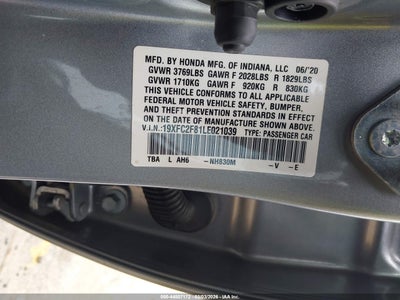 MFD. BY HONDA MFG. OF INDIANA, LLC 06/'20
GVWR 3769LBS GAWR F 2028LBS R 1829LBS
GVWR 1710KG GAWR F 920KG R 830KG
THIS VEHICLE CONFORMS TO ALL APPLICABLE
FEDERAL MOTOR VEHICLE SAFETY, BUMPER,
AND THEFT PREVENTION STANDARDS IN EFFECT
ON THE DATE OF MANUFACTURE SHOWN ABOVE.
V.I.N.:19XFC2F81LE021039 TYPE: PASSENGER CAR
TBA L AH6 -NH830M -V -E